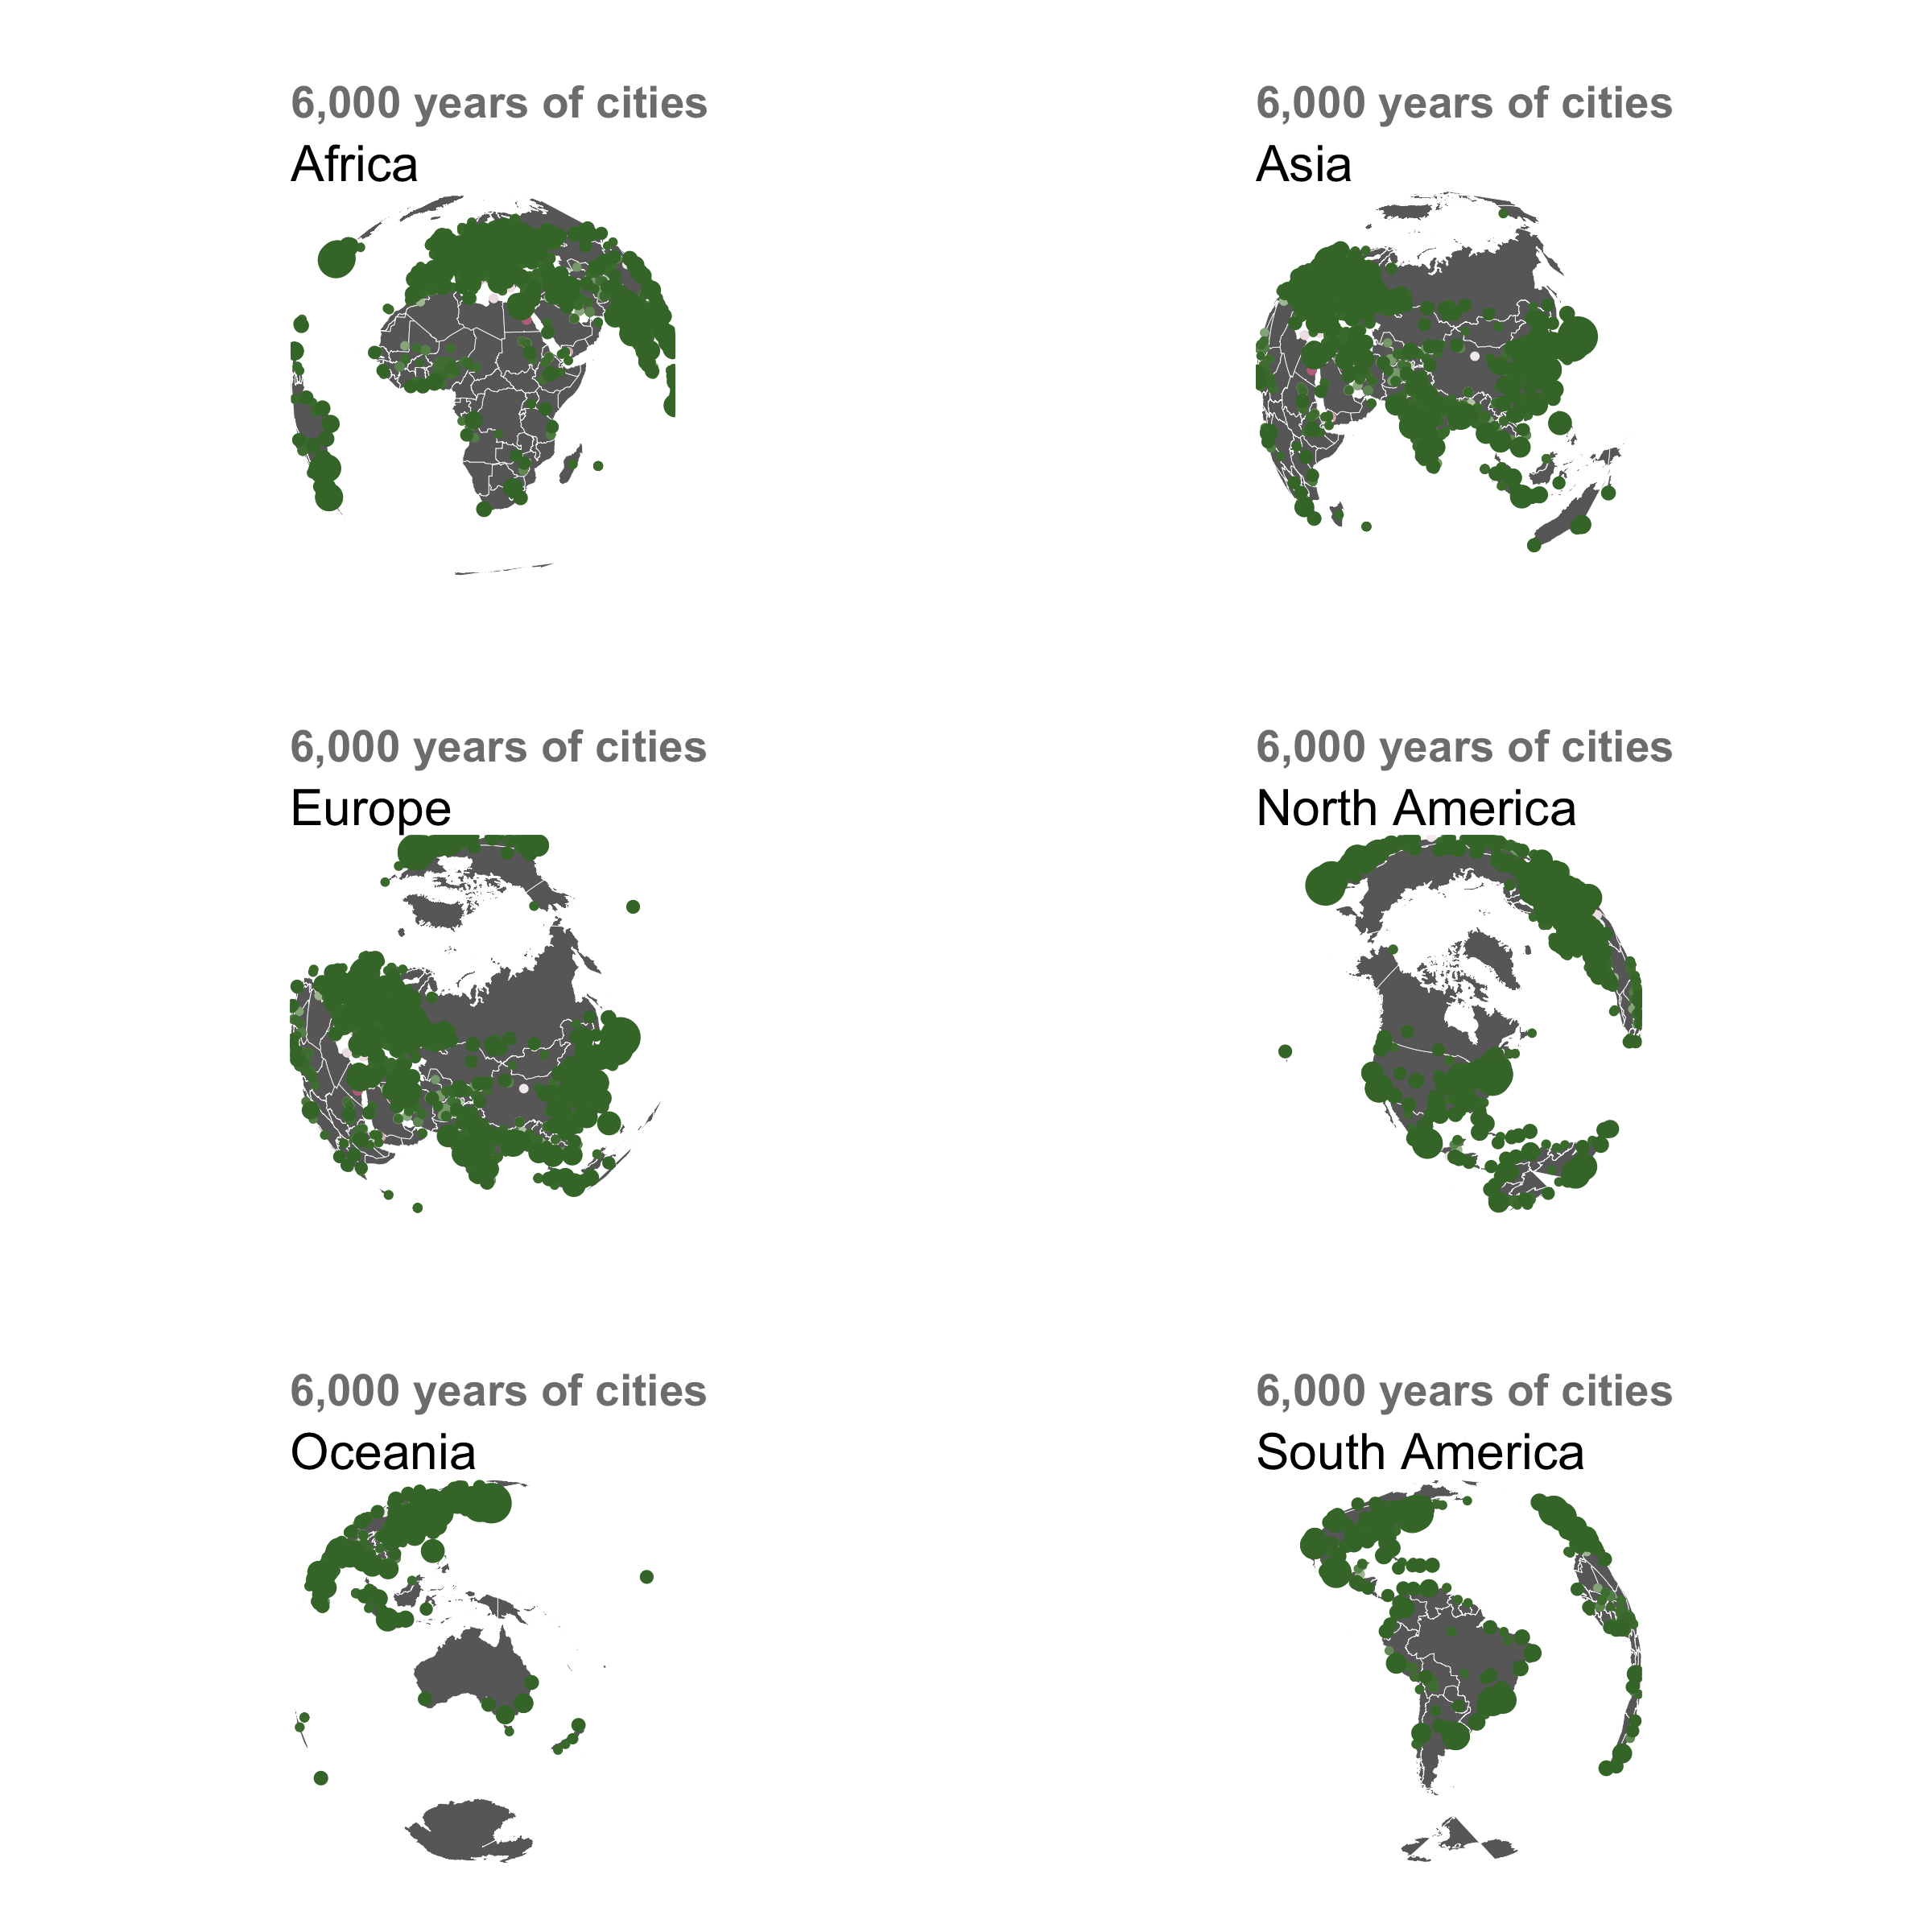 6,000 years of cities
Africa
6,000 years of cities
Asia
6,000 years of cities
Europe
6,000 years of cities
North America
6,000 years of cities
Oceania
6,000 years of cities
South America